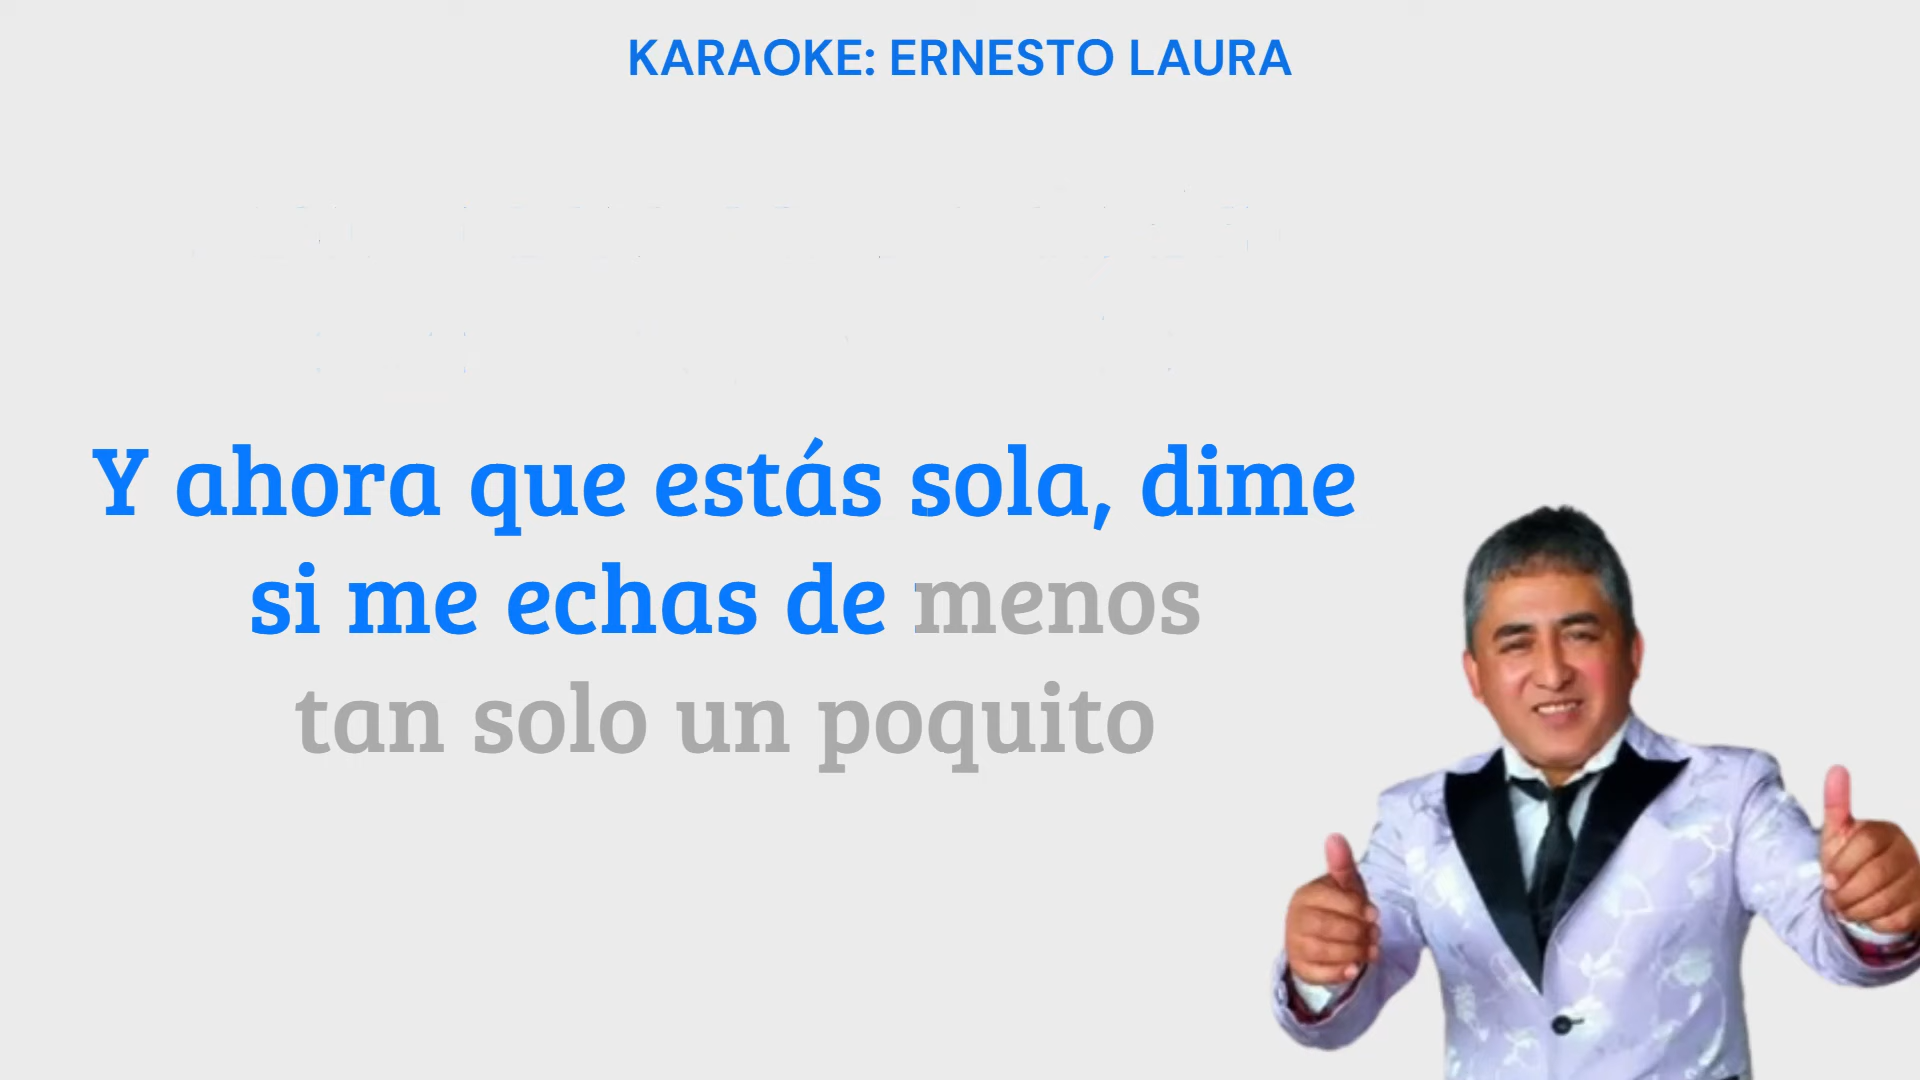 KARAOKE: ERNESTO LAURA
Y ahora que estás sola, dime
si me echas de menos
tan solo un poquito